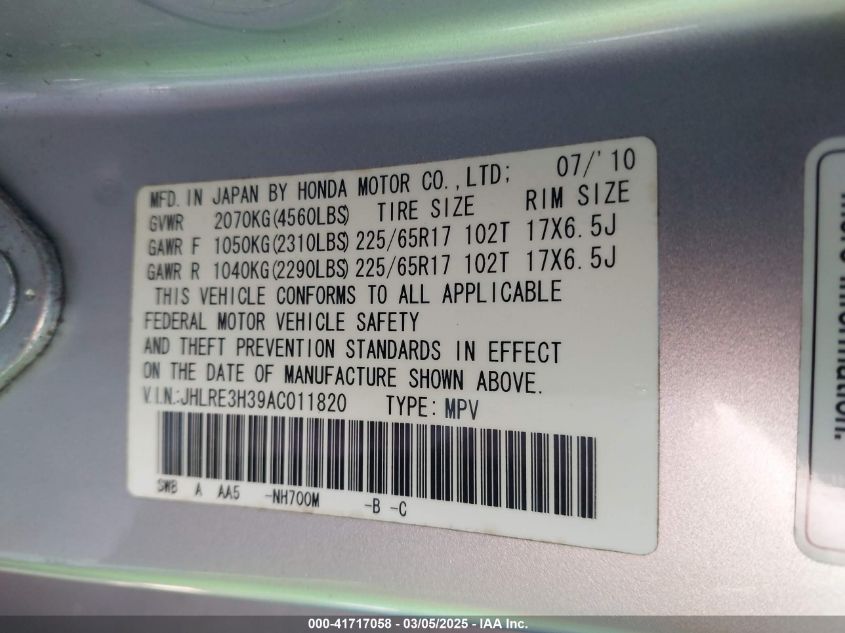 MFD. IN JAPAN BY HONDA MOTOR CO.,LTD; 07/'10
GVWR 2070KG(4560LBS) TIRE SIZE RIM SIZE
GAWR F 1050KG(2310LBS) 225/65R17 102T 17X6.5J
GAWR R 1040KG(2290LBS) 225/65R17 102T 17X6.5J
THIS VEHICLE CONFORMS TO ALL APPLICABLE
FEDERAL MOTOR VEHICLE SAFETY
AND THEFT PREVENTION STANDARDS IN EFFECT
ON THE DATE OF MANUFACTURE SHOWN ABOVE.
V.I.N.:JHLRE3H39AC011820 TYPE: MPV
SWB A AA5 -NH700M -B -C
more information.
000-41717058 - 03/05/2025 - IAA Inc.